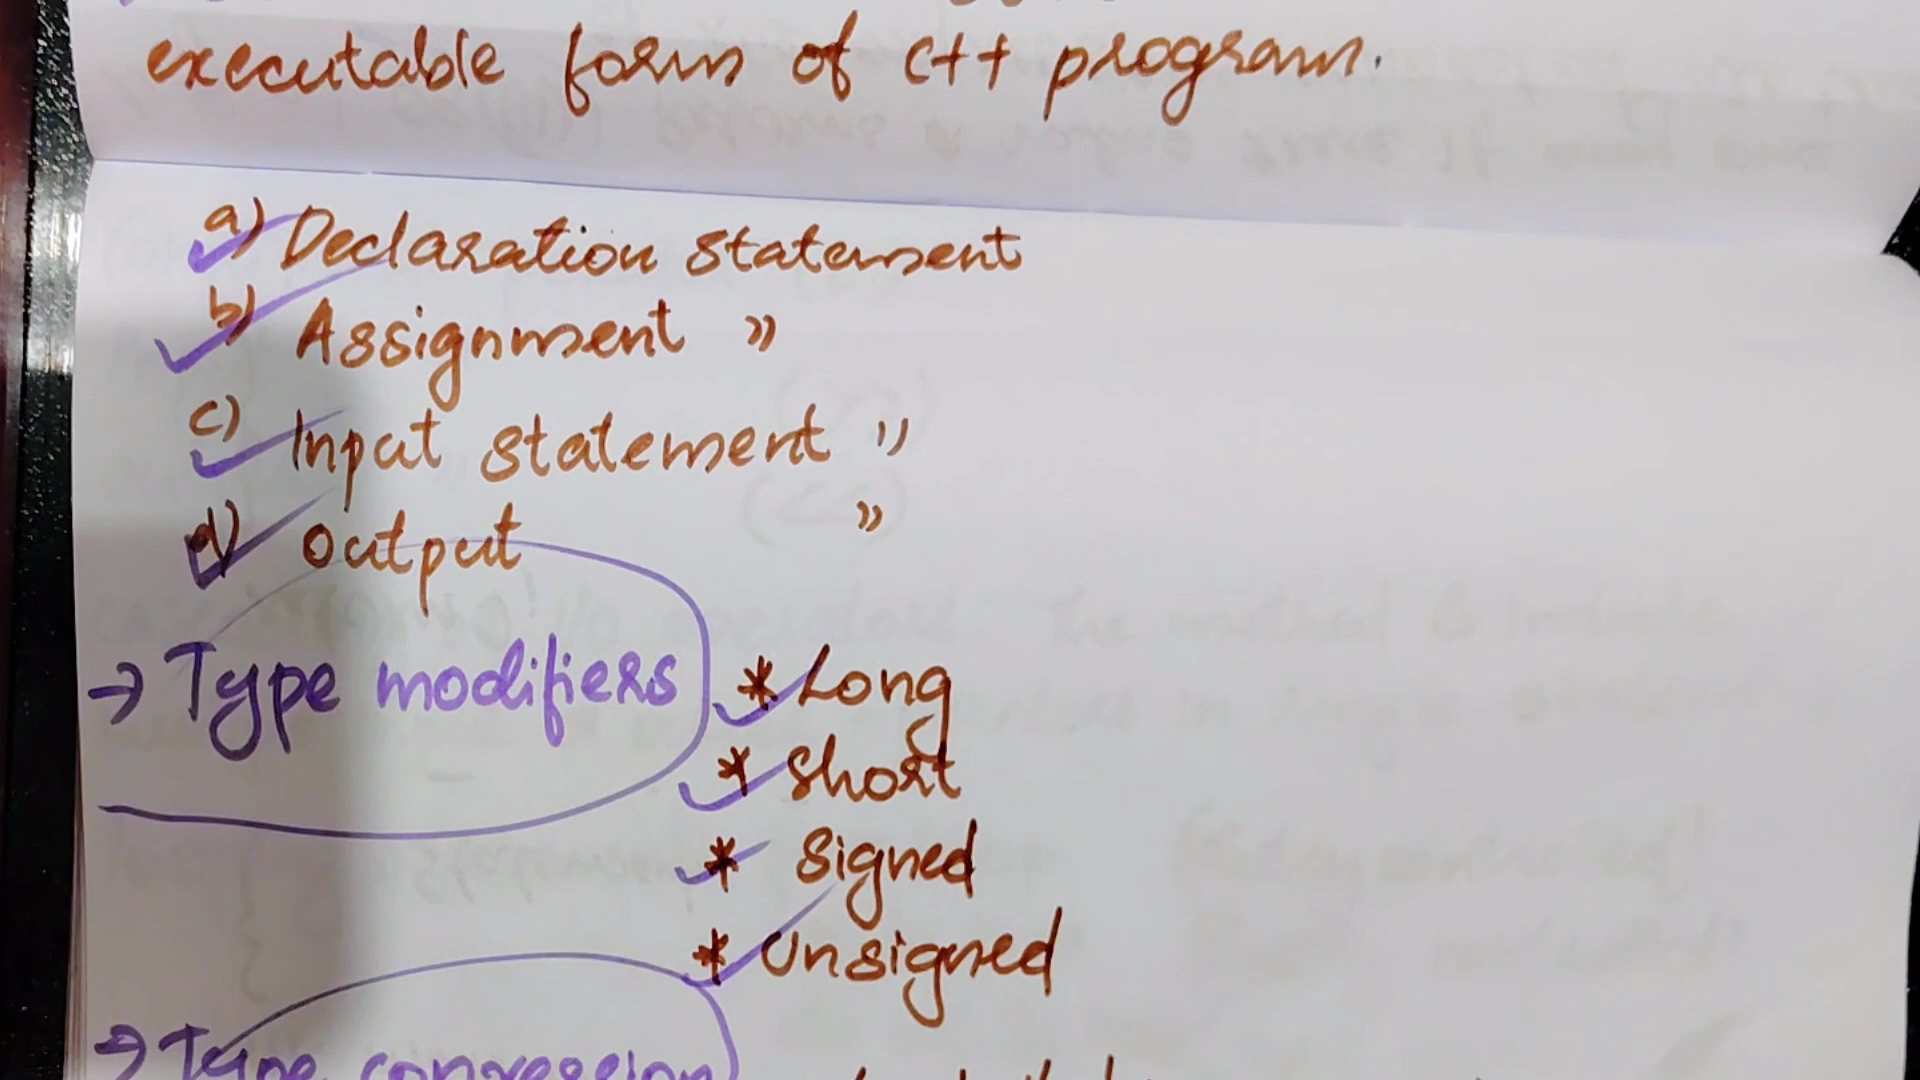 executable form of C++ program.
a) Declaration statement
b) Assignment "
c) Input statement "
d) Output "
→ Type modifiers * Long
* Short
* Signed
* Unsigned
→ Type conversion